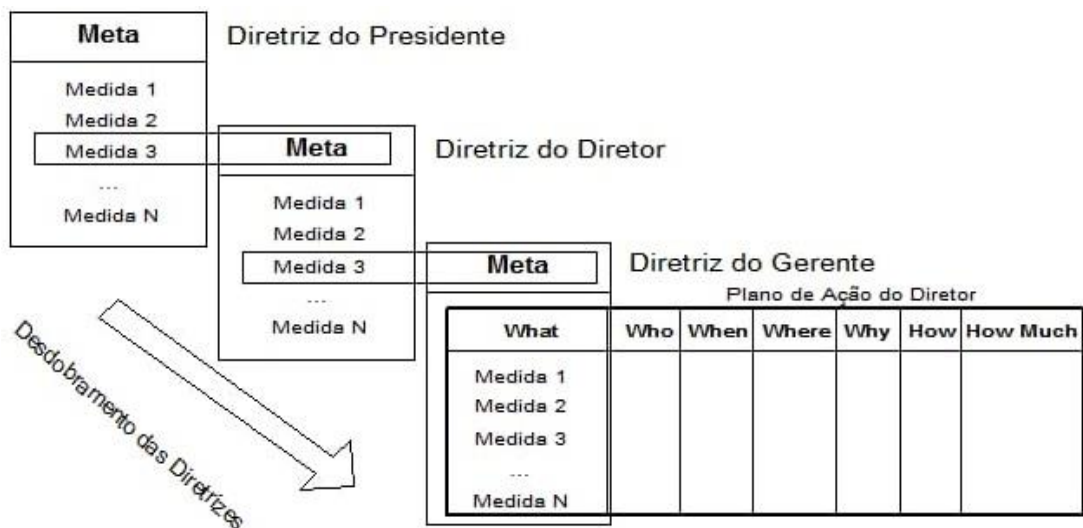 Meta
Diretriz do Presidente
Medida 1
Medida 2
Medida 3
...
Medida N
Meta
Diretriz do Diretor
Medida 1
Medida 2
Medida 3
...
Medida N
Meta
Diretriz do Gerente
Plano de Ação do Diretor
What Who When Where Why How How Much
Medida 1
Medida 2
Medida 3
...
Medida N
Desdobramento das Diretrizes